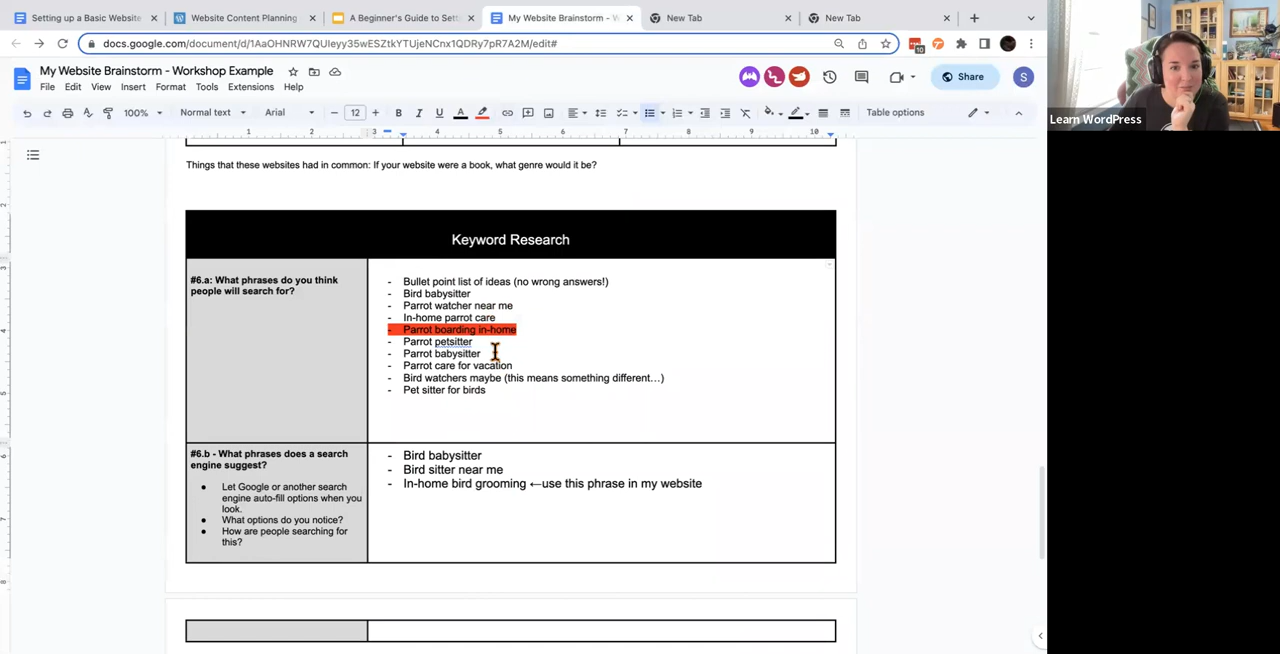 Setting up a Basic Website
Website Content Planning
A Beginner's Guide to Sett
My Website Brainstorm - W
New Tab
New Tab
docs.google.com/document/d/1AaOHNRW7QUIeyy35wESZtkYTUjeNCnx1QDRy7pR7A2M/edit#
10
My Website Brainstorm - Workshop Example
File Edit View Insert Format Tools Extensions Help
Share
S
100% Normal text Arial 12 Table options
Learn WordPress
Things that these websites had in common: If your website were a book, what genre would it be?
Keyword Research
#6.a: What phrases do you think
people will search for?
- Bullet point list of ideas (no wrong answers!)
- Bird babysitter
- Parrot watcher near me
- In-home parrot care
- Parrot boarding in-home
- Parrot petsitter
- Parrot babysitter
- Parrot care for vacation
- Bird watchers maybe (this means something different...)
- Pet sitter for birds
#6.b - What phrases does a search
engine suggest?
● Let Google or another search
engine auto-fill options when you
look.
● What options do you notice?
● How are people searching for
this?
- Bird babysitter
- Bird sitter near me
- In-home bird grooming ←use this phrase in my website